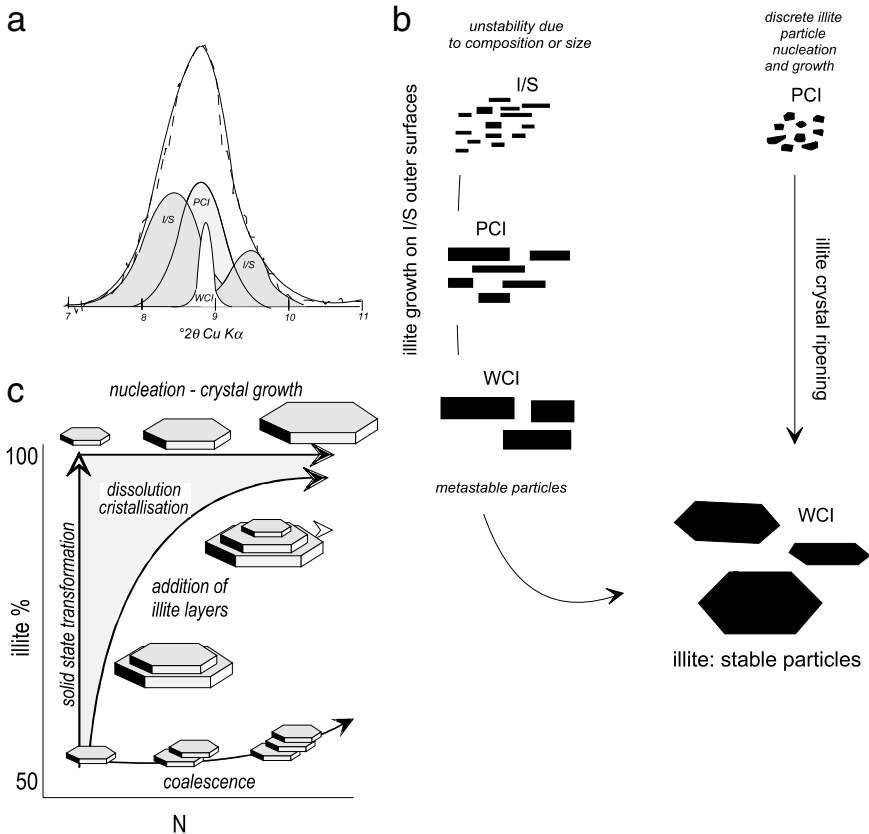 a
I/S
PCI
WCI
I/S
7
8
9
10
11
°2θ Cu Kα
b
unstability due
to composition or size
discrete illite
particle
nucleation
and growth
I/S
PCI
illite growth on I/S outer surfaces
PCI
illite crystal ripening
WCI
metastable particles
WCI
illite: stable particles
c
nucleation - crystal growth
100
dissolution
cristallisation
solid state transformation
illite %
addition of
illite layers
50
coalescence
N